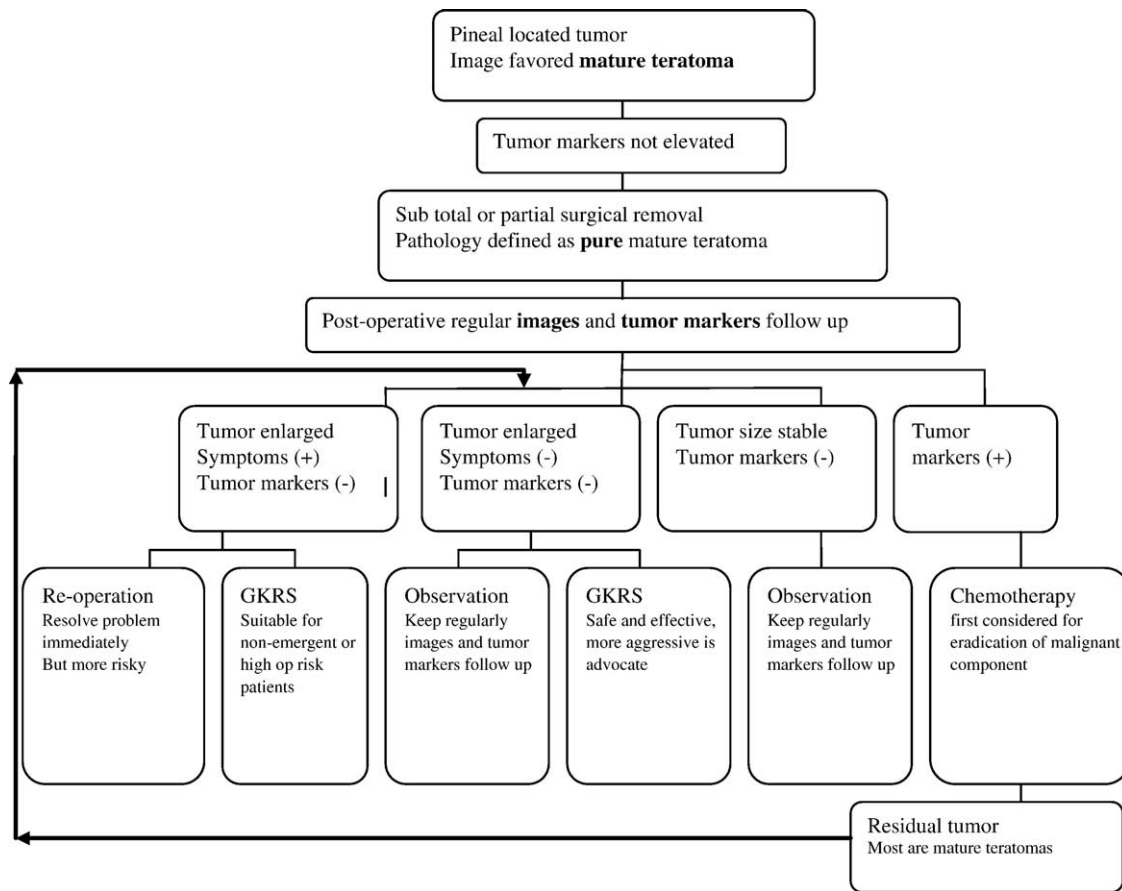 Pineal located tumor
Image favored mature teratoma
Tumor markers not elevated
Sub total or partial surgical removal
Pathology defined as pure mature teratoma
Post-operative regular images and tumor markers follow up
Tumor enlarged
Symptoms (+)
Tumor markers (-)
Tumor enlarged
Symptoms (-)
Tumor markers (-)
Tumor size stable
Tumor markers (-)
Tumor
markers (+)
Re-operation
Resolve problem
immediately
But more risky
GKRS
Suitable for
non-emergent or
high op risk
patients
Observation
Keep regularly
images and tumor
markers follow up
GKRS
Safe and effective,
more aggressive is
advocate
Observation
Keep regularly
images and tumor
markers follow up
Chemotherapy
first considered for
eradication of malignant
component
Residual tumor
Most are mature teratomas